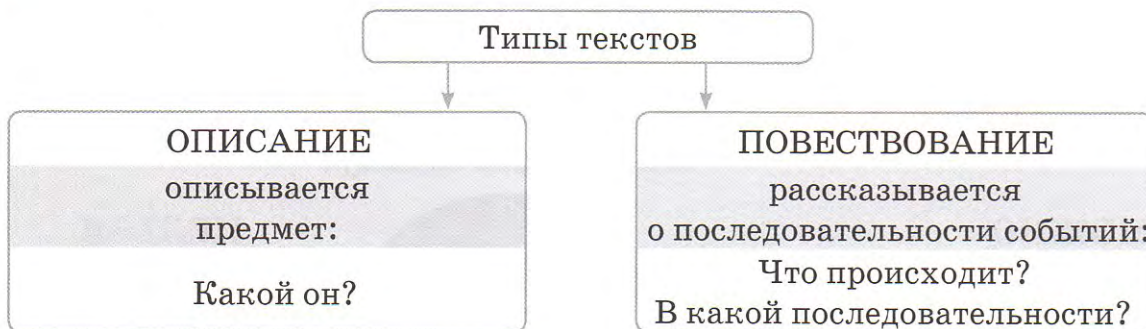 Типы текстов
ОПИСАНИЕ
описывается
предмет:
Какой он?
ПОВЕСТВОВАНИЕ
рассказывается
о последовательности событий:
Что происходит?
В какой последовательности?